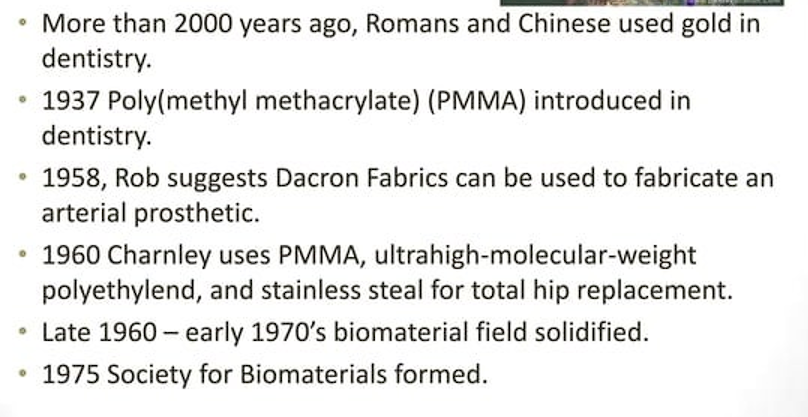 • More than 2000 years ago, Romans and Chinese used gold in
dentistry.
• 1937 Poly(methyl methacrylate) (PMMA) introduced in
dentistry.
• 1958, Rob suggests Dacron Fabrics can be used to fabricate an
arterial prosthetic.
• 1960 Charnley uses PMMA, ultrahigh-molecular-weight
polyethylend, and stainless steal for total hip replacement.
• Late 1960 – early 1970’s biomaterial field solidified.
• 1975 Society for Biomaterials formed.